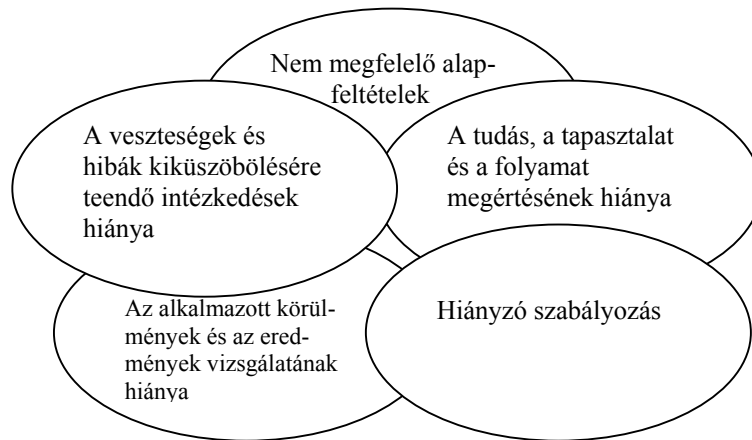 Nem megfelelő alap-
feltételek
A veszteségek és
hibák kiküszöbölésére
teendő intézkedések
hiánya
A tudás, a tapasztalat
és a folyamat
megértésének hiánya
Az alkalmazott körül-
mények és az ered-
mények vizsgálatának
hiánya
Hiányzó szabályozás